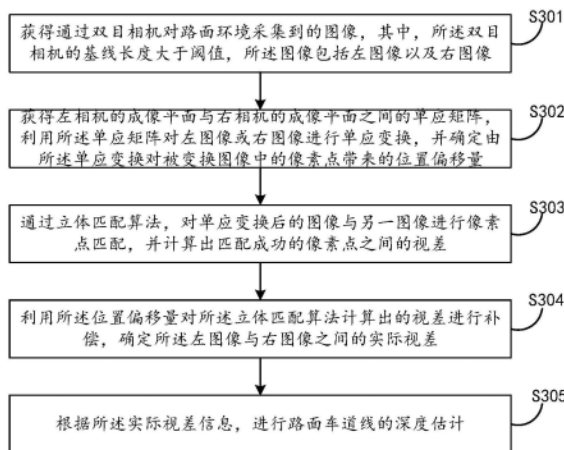 获得通过双目相机对路面环境采集到的图像，其中，所述双目
相机的基线长度大于阈值，所述图像包括左图像以及右图像
S301
获得左相机的成像平面与右相机的成像平面之间的单应矩阵，
利用所述单应矩阵对左图像或右图像进行单应变换，并确定由
所述单应变换对被变换图像中的像素点带来的位置偏移量
S302
通过立体匹配算法，对单应变换后的图像与另一图像进行像素
点匹配，并计算出匹配成功的像素点之间的视差
S303
利用所述位置偏移量对所述立体匹配算法计算出的视差进行补
偿，确定所述左图像与右图像之间的实际视差
S304
根据所述实际视差信息，进行路面车道线的深度估计
S305